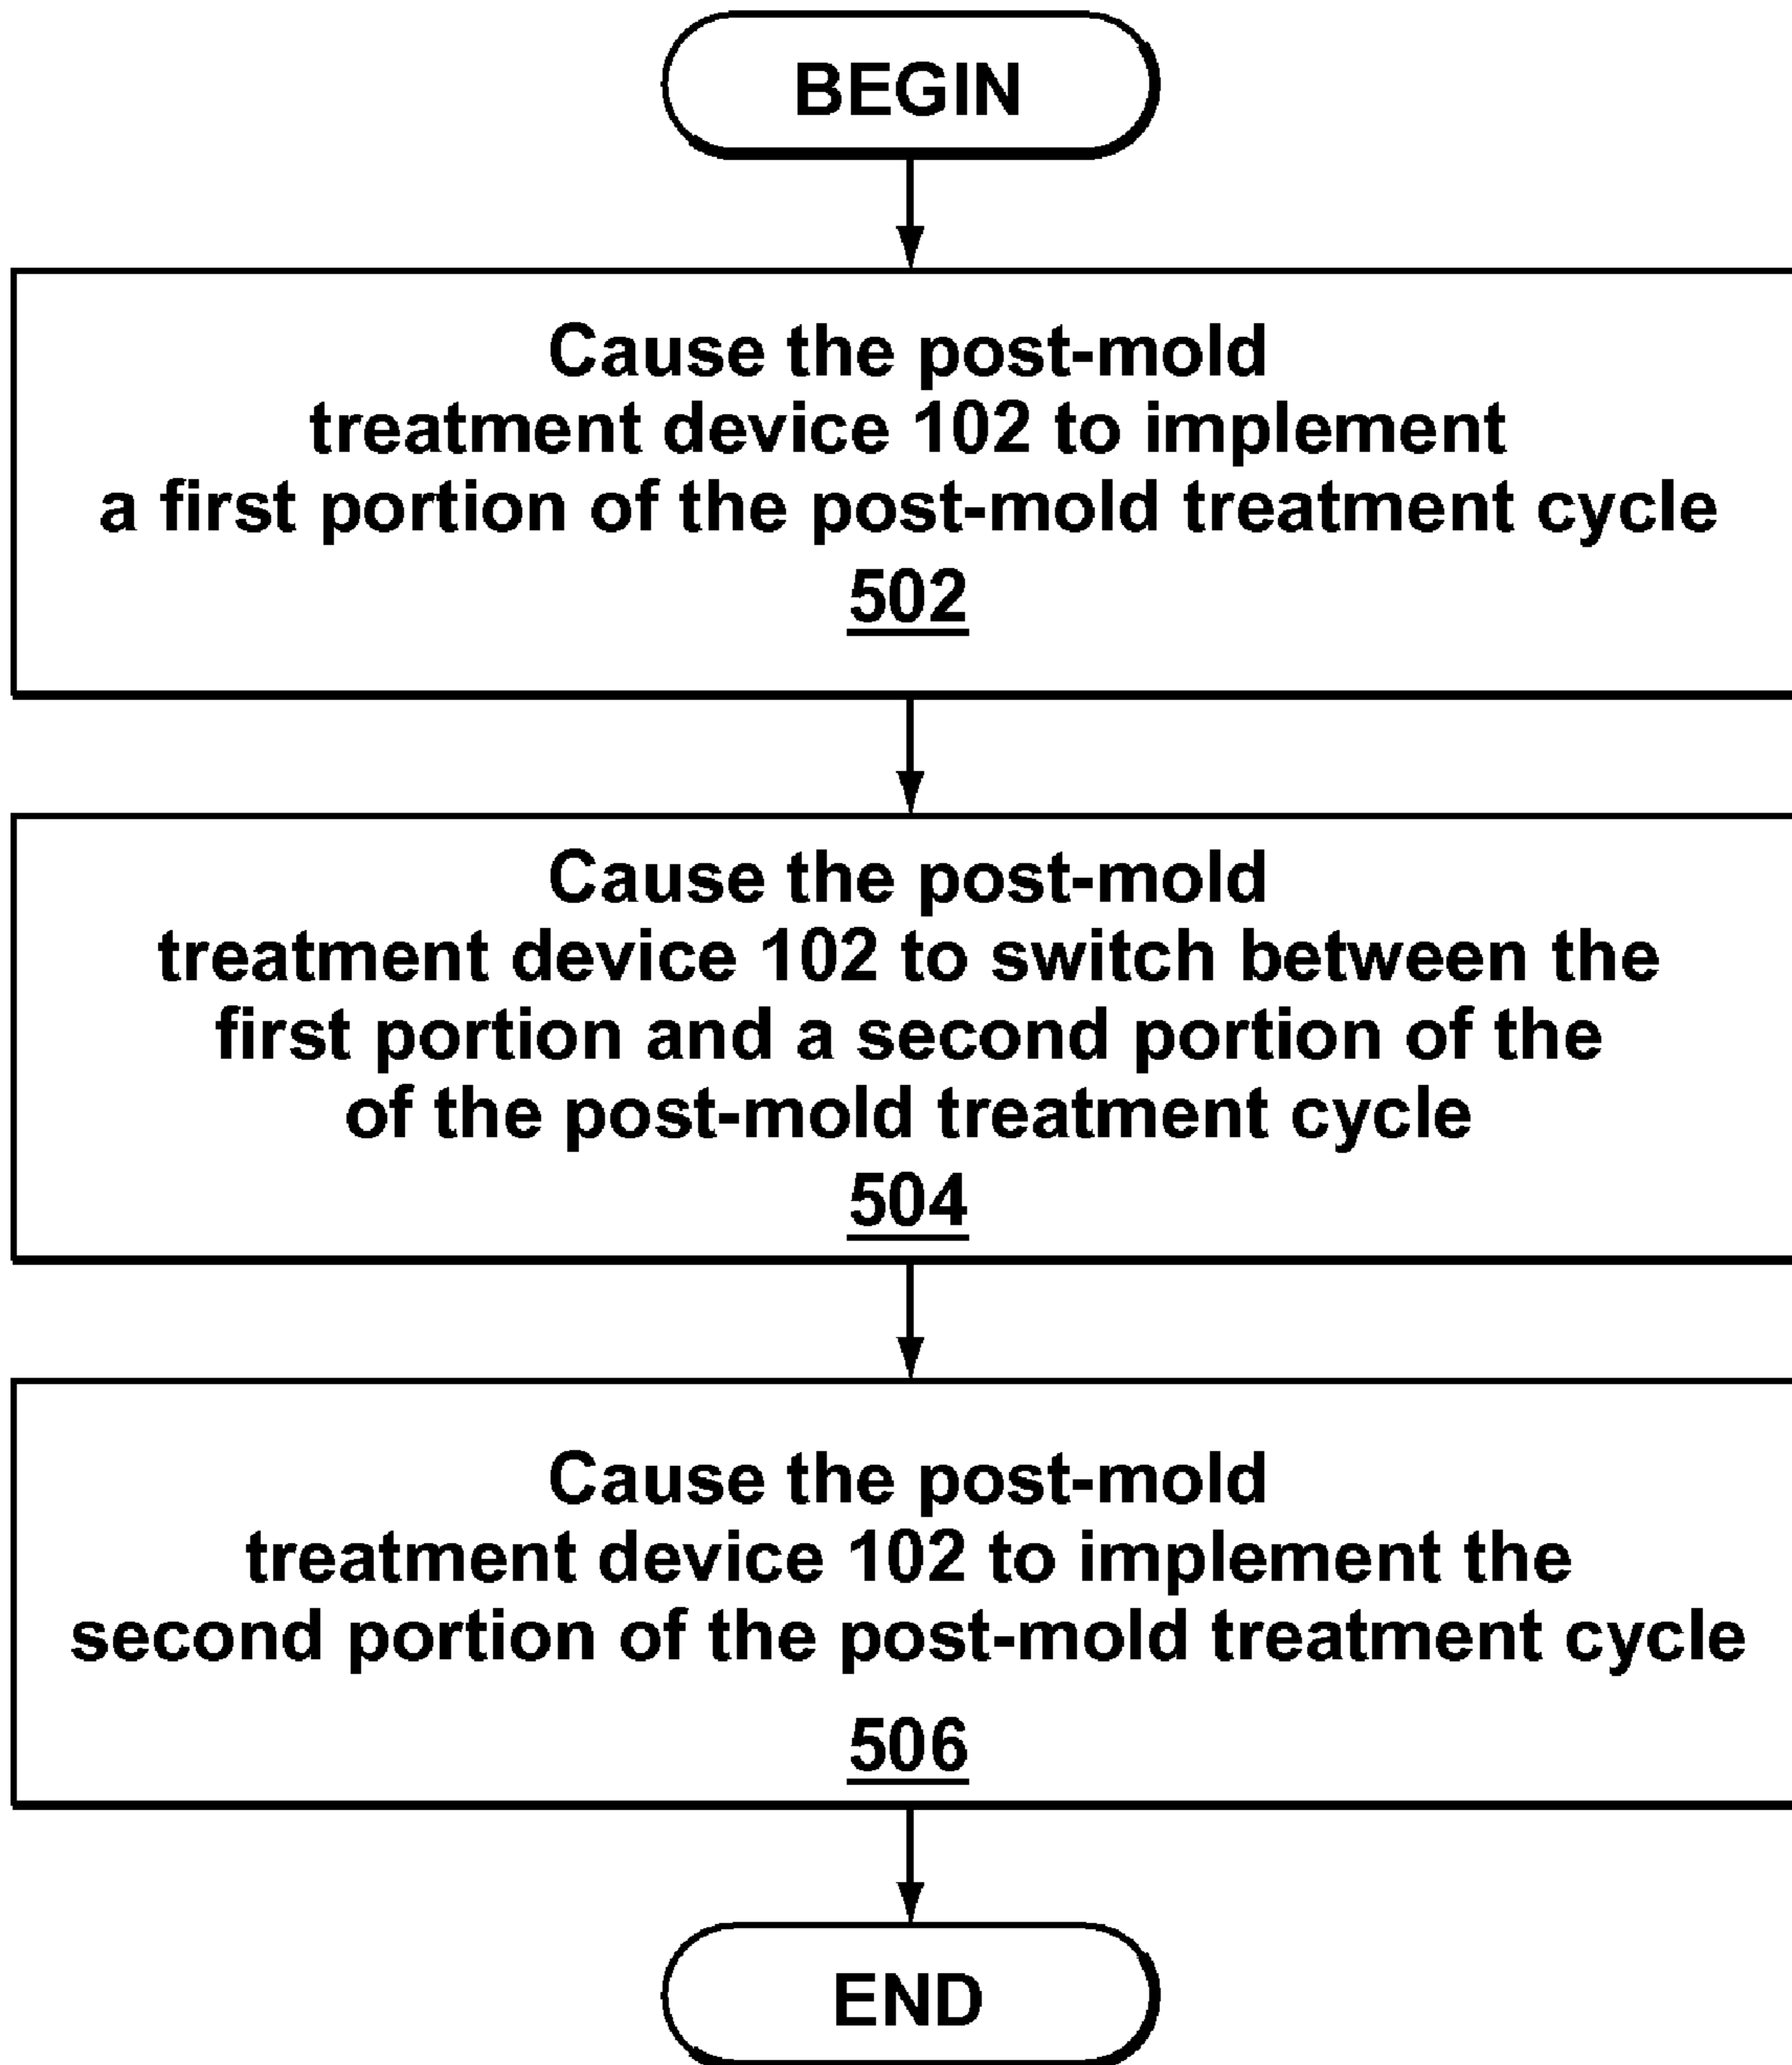 BEGIN
Cause the post-mold
treatment device 102 to implement
a first portion of the post-mold treatment cycle
502
Cause the post-mold
treatment device 102 to switch between the
first portion and a second portion of the
of the post-mold treatment cycle
504
Cause the post-mold
treatment device 102 to implement the
second portion of the post-mold treatment cycle
506
END